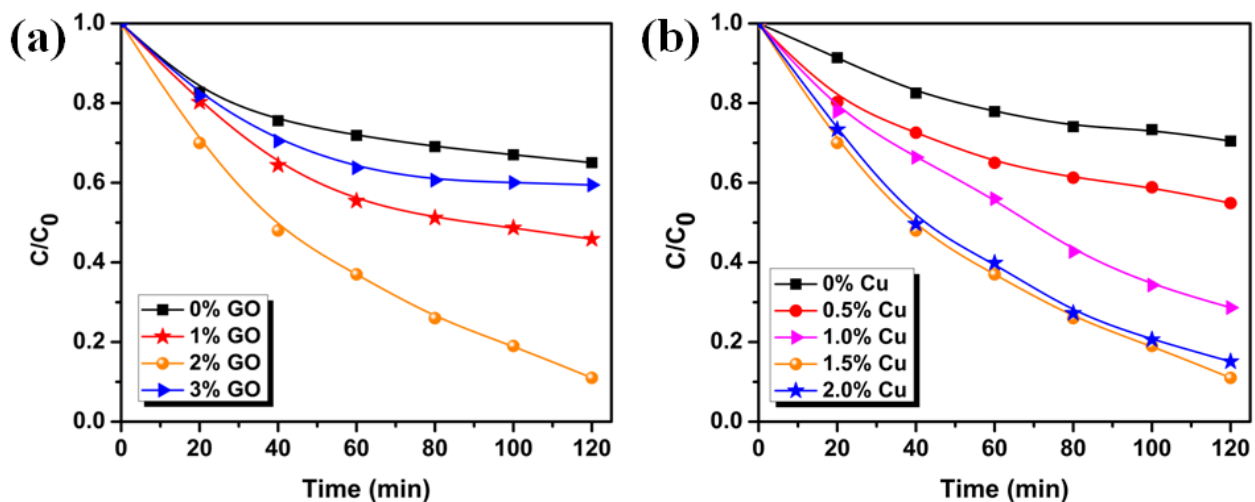 (a)
1.0
0.8
0.6
0.4
0.2
0.0
C/C0
0% GO
1% GO
2% GO
3% GO
0 20 40 60 80 100 120
Time (min)
(b)
1.0
0.8
0.6
0.4
0.2
0.0
C/C0
0% Cu
0.5% Cu
1.0% Cu
1.5% Cu
2.0% Cu
0 20 40 60 80 100 120
Time (min)